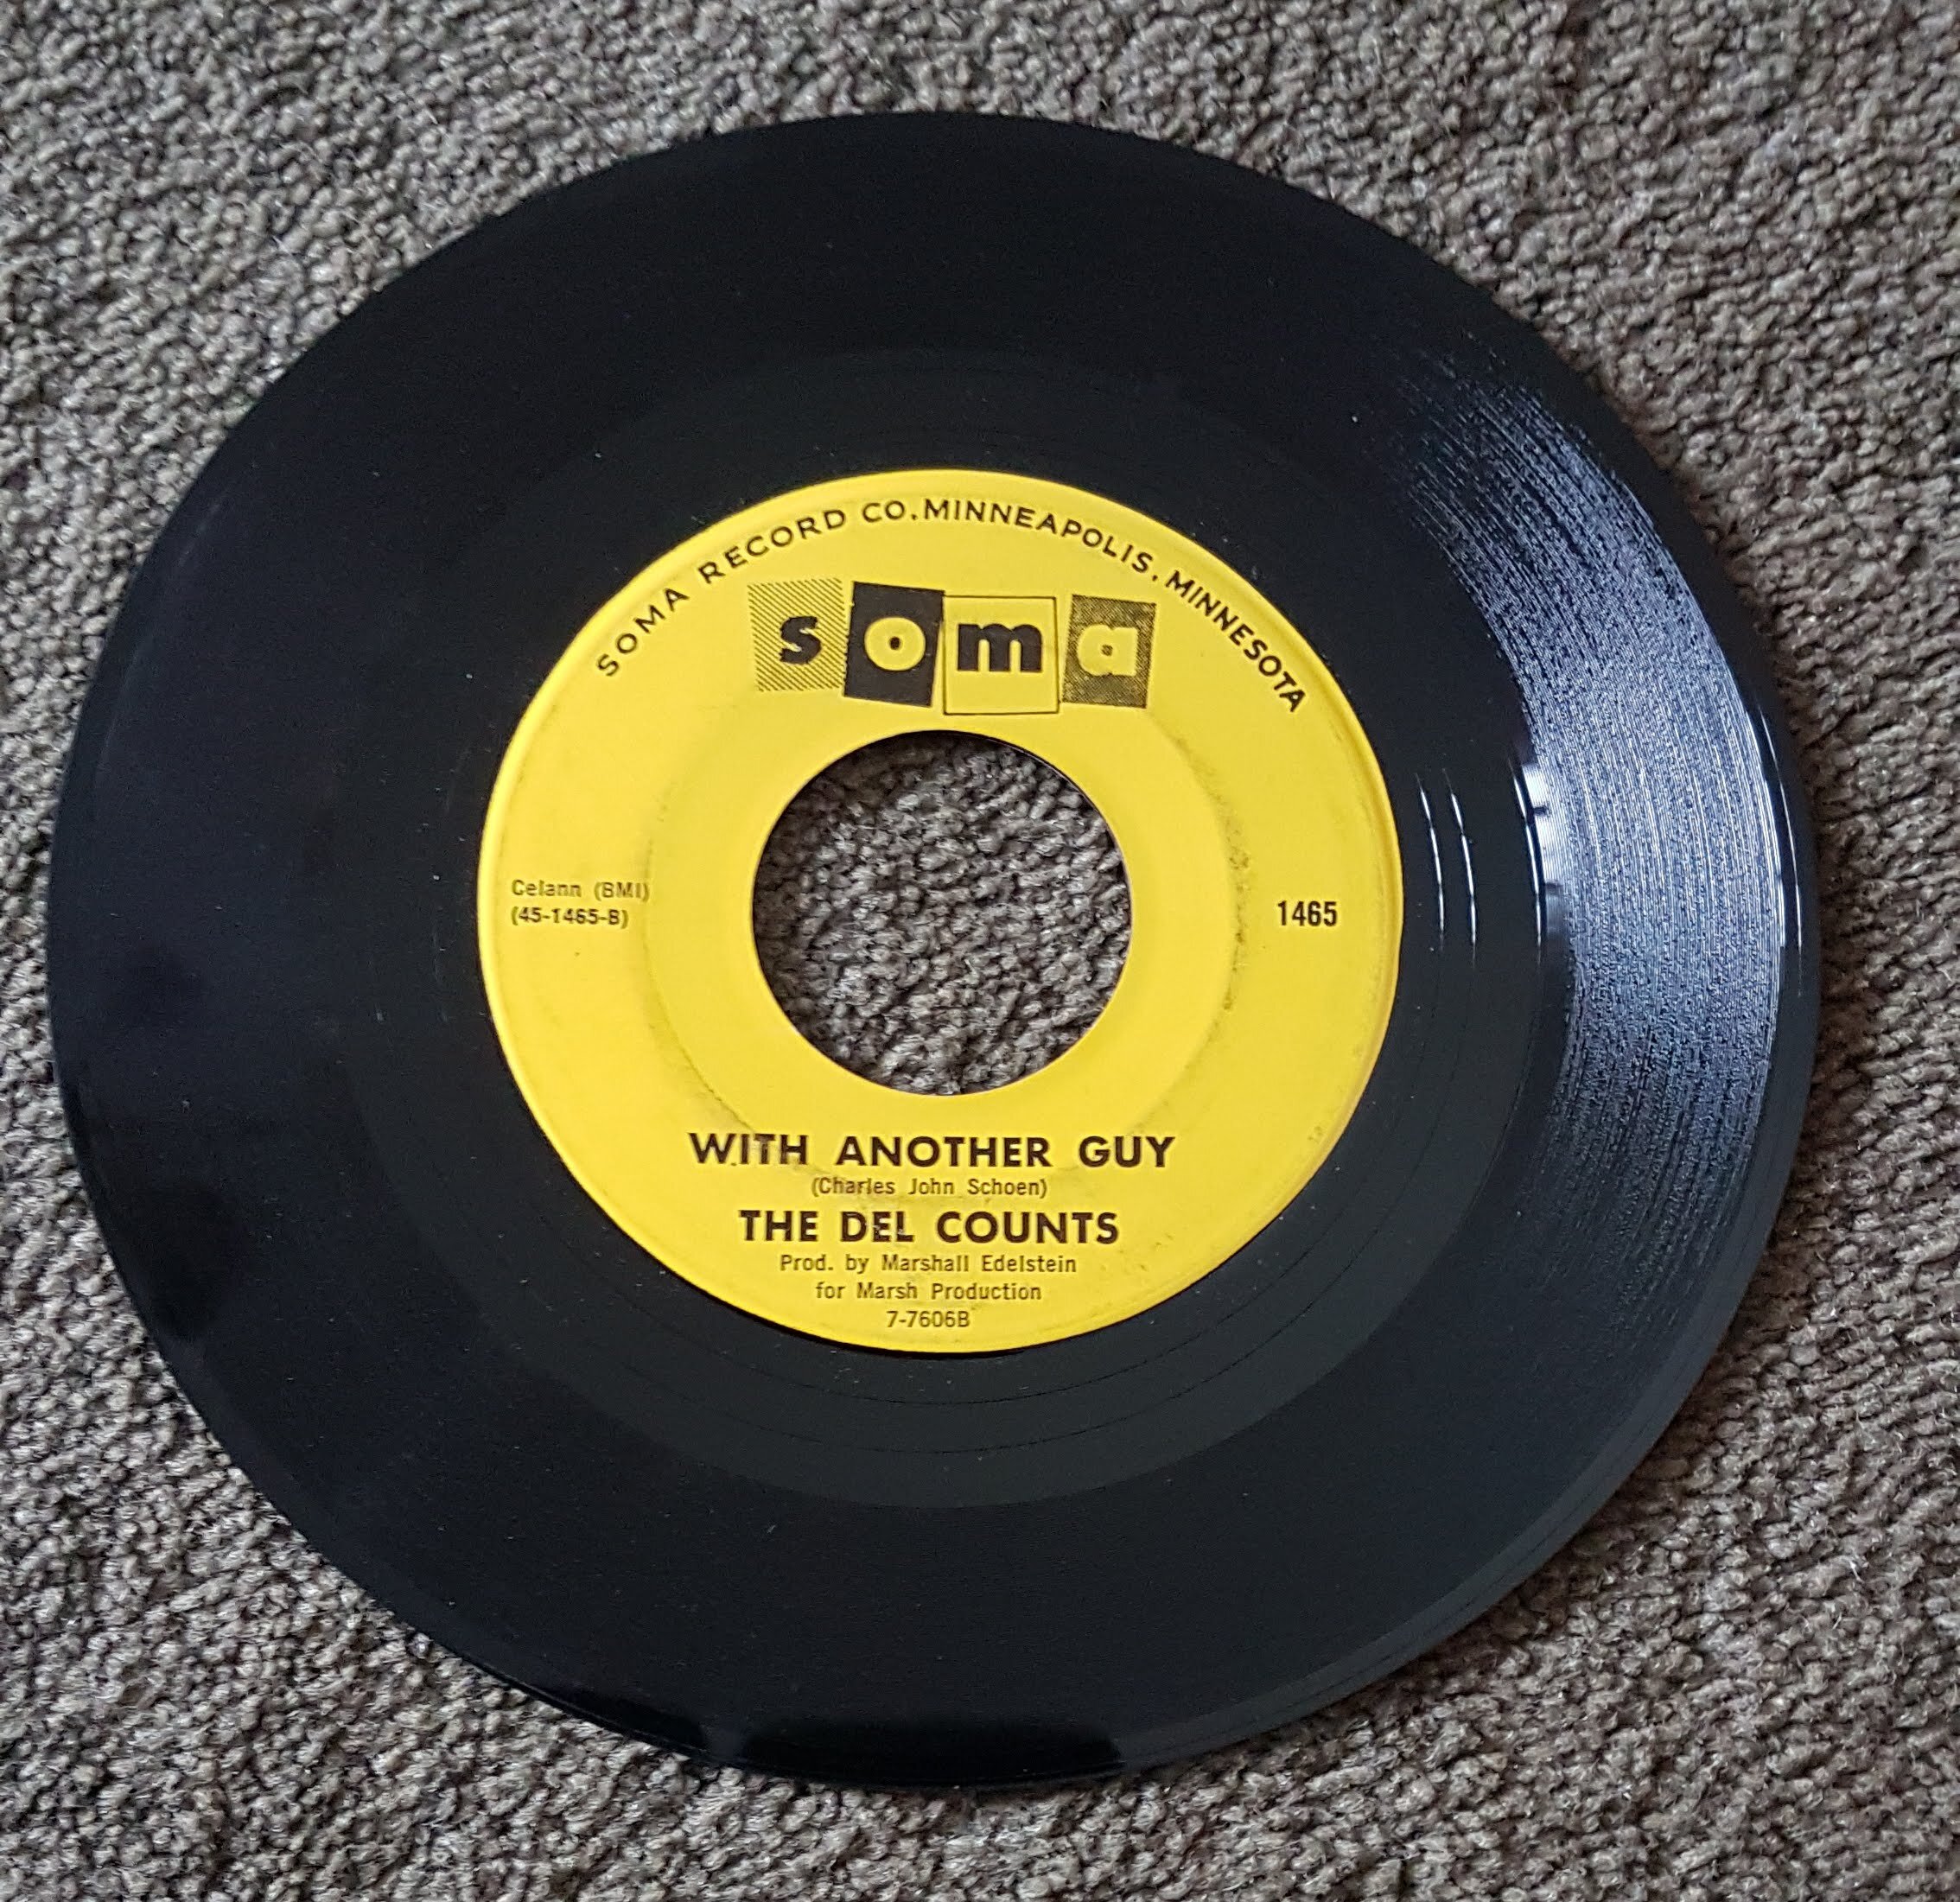 SOMA RECORD CO. MINNEAPOLIS, MINNESOTA
soma
Celann (BMI)
(45-1465-B)
1465
WITH ANOTHER GUY
(Charles John Schoen)
THE DEL COUNTS
Prod. by Marshall Edelstein
for Marsh Production
7-7606B